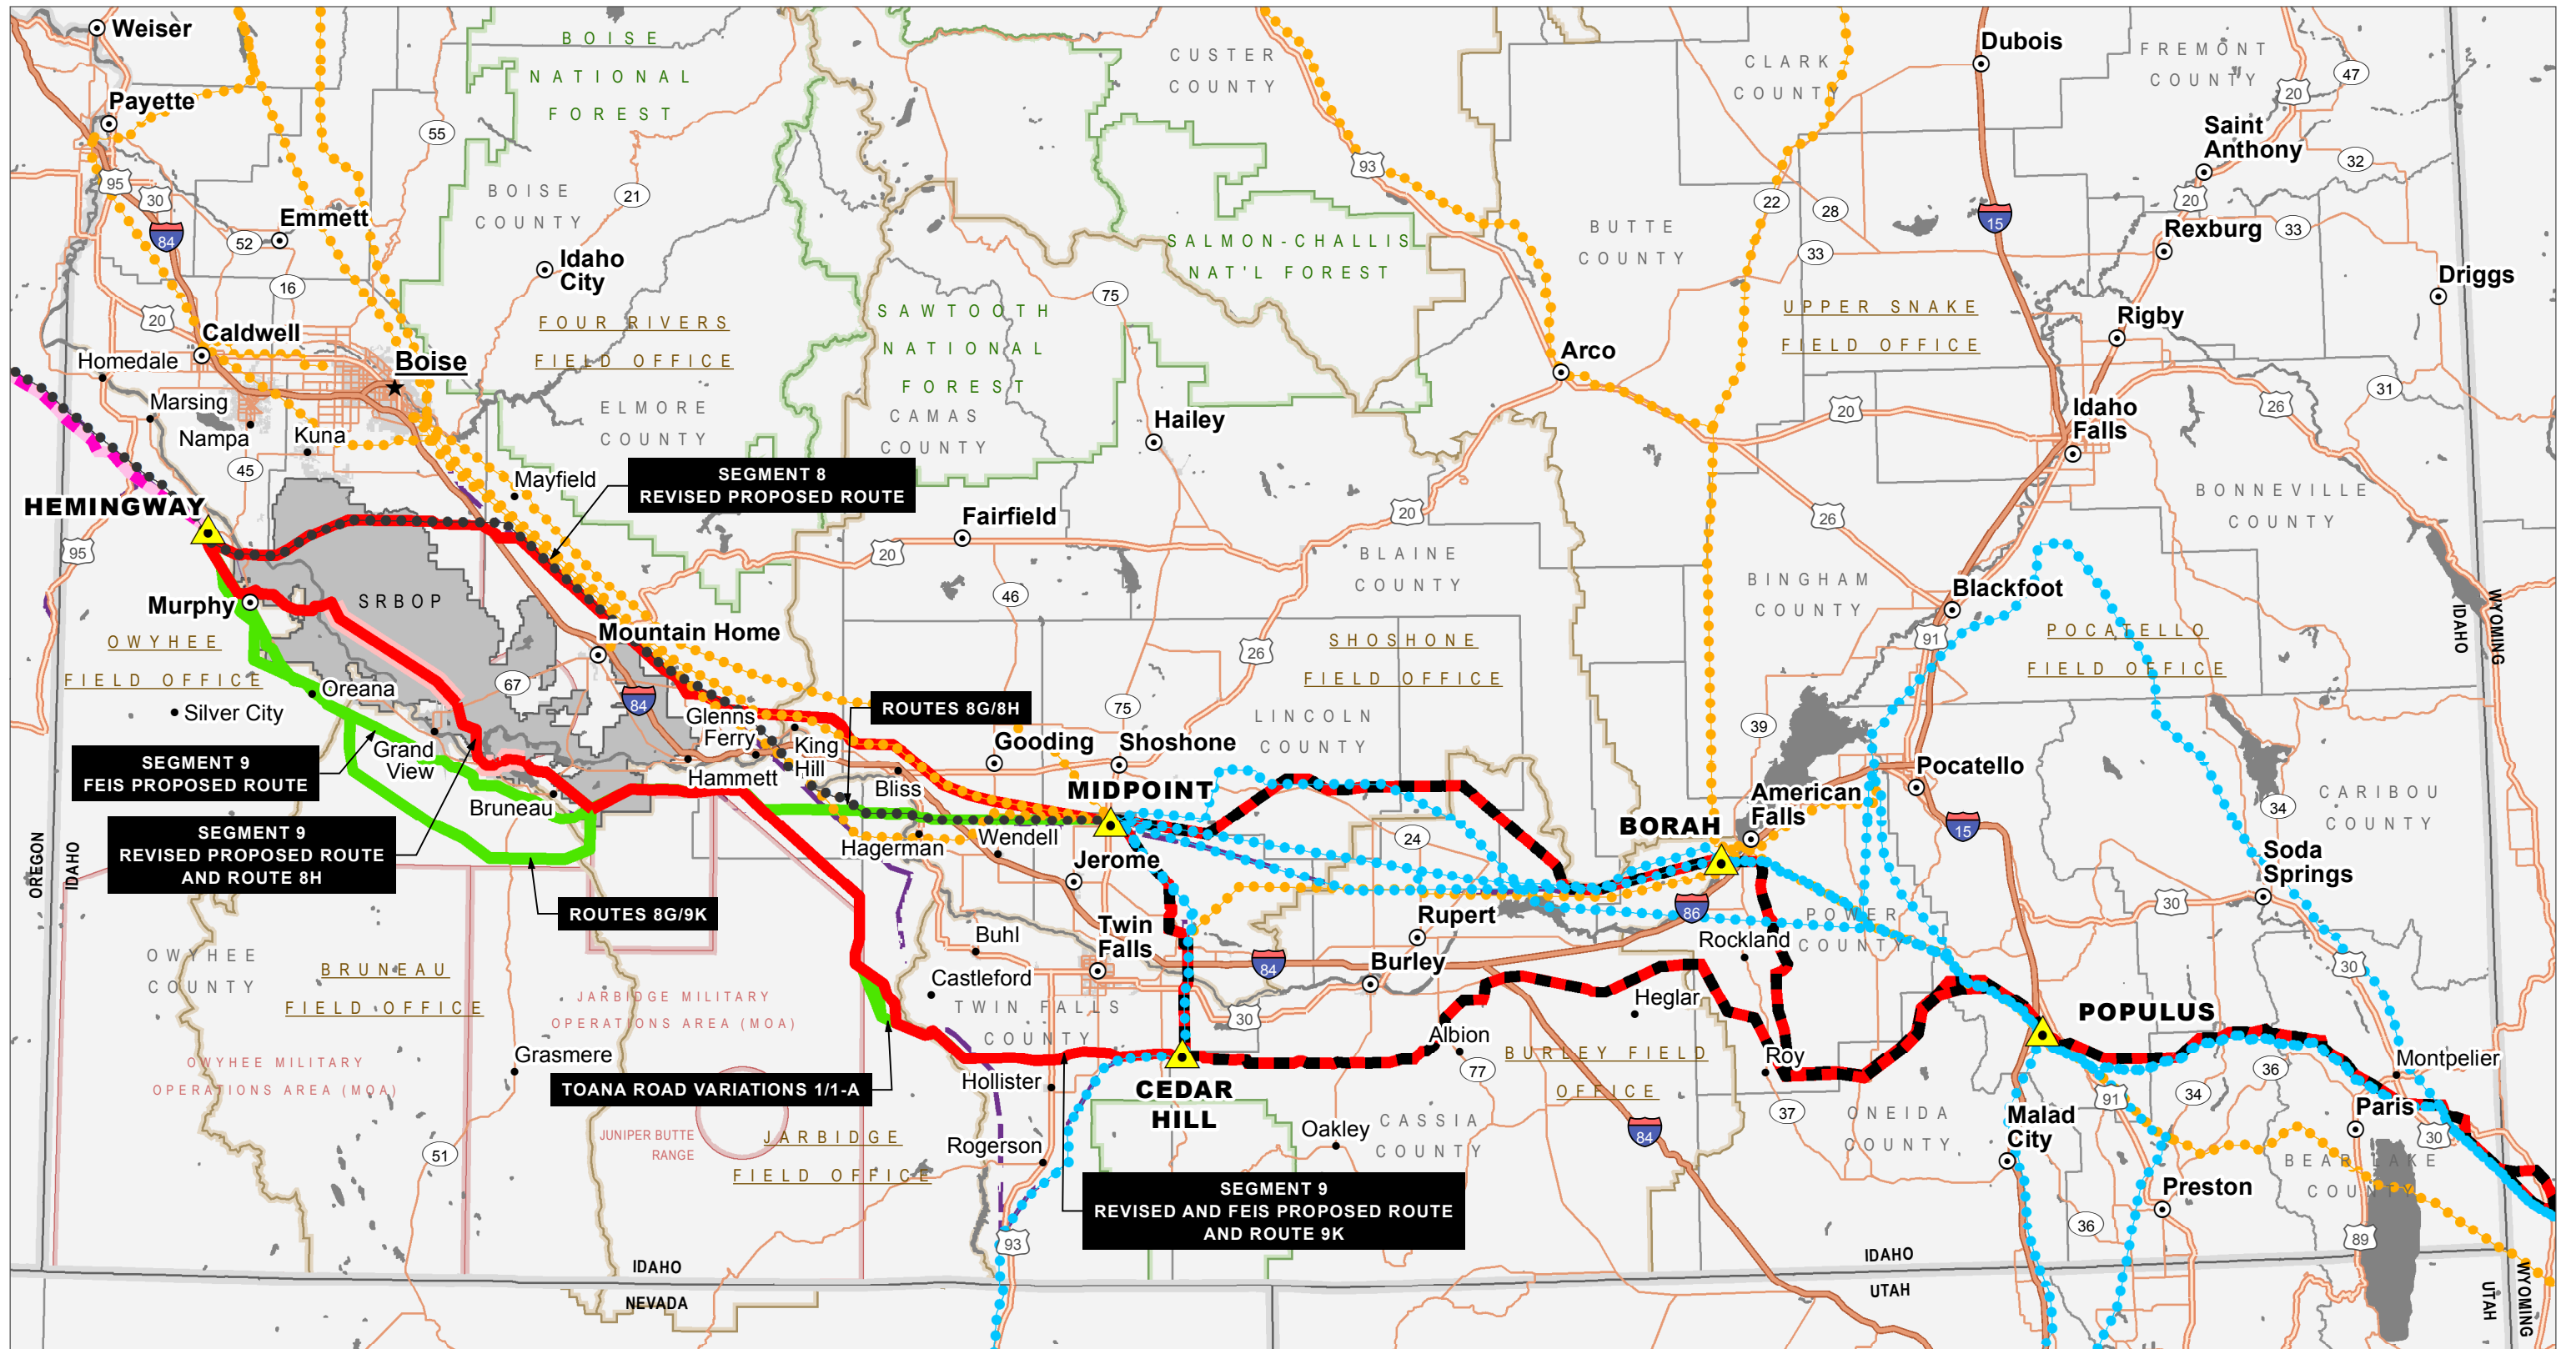 Weiser
Payette
95
30
84
52
Emmett
16
20
Caldwell
Homedale
Marsing
Nampa
Kuna
45
Boise
55
BOISE
NATIONAL
FOREST
BOISE
COUNTY
21
Idaho
City
FOUR RIVERS
FIELD OFFICE
ELMORE
COUNTY
SAWTOOTH
NATIONAL
FOREST
CAMAS
COUNTY
CUSTER
COUNTY
93
SALMON-CHALLIS
NAT'L FOREST
75
Hailey
CLARK
COUNTY
22
28
33
BUTTE
COUNTY
Arco
UPPER SNAKE
FIELD OFFICE
20
26
Dubois
15
FREMONT
COUNTY
20
47
Saint
Anthony
32
20
Rexburg
33
Driggs
Rigby
31
26
Idaho
Falls
BONNEVILLE
COUNTY
HEMINGWAY
95
Mayfield
SEGMENT 8
REVISED PROPOSED ROUTE
Fairfield
20
20
46
BLAINE
COUNTY
BINGHAM
COUNTY
Blackfoot
91
IDAHO
WYOMING
Murphy
SRBOP
Mountain Home
OWYHEE
FIELD OFFICE
Oreana
Silver City
67
84
26
SHOSHONE
FIELD OFFICE
POCATELLO
FIELD OFFICE
Glenns
Ferry
King
Hill
ROUTES 8G/8H
75
LINCOLN
COUNTY
39
Grand
View
Hammett
Bliss
Gooding
Shoshone
SEGMENT 9
FEIS PROPOSED ROUTE
Bruneau
MIDPOINT
BORAH
American
Falls
Pocatello
15
34
CARIBOU
COUNTY
SEGMENT 9
REVISED PROPOSED ROUTE
AND ROUTE 8H
OREGON
IDAHO
Hagerman
Wendell
Jerome
24
Soda
Springs
ROUTES 8G/9K
Rupert
86
POWER
COUNTY
30
Buhl
Twin
Falls
Rockland
OWYHEE
COUNTY
BRUNEAU
FIELD OFFICE
JARBIDGE MILITARY
OPERATIONS AREA (MOA)
Castleford
84
Burley
30
TWIN FALLS
COUNTY
30
Heglar
Albion
POPULUS
OWYHEE MILITARY
OPERATIONS AREA (MOA)
Grasmere
TOANA ROAD VARIATIONS 1/1-A
Hollister
CEDAR
HILL
77
BURLEY FIELD
OFFICE
Roy
37
ONEIDA
COUNTY
91
34
36
Montpelier
Malad
City
Paris
30
JUNIPER BUTTE
RANGE
JARBIDGE
FIELD OFFICE
51
Rogerson
Oakley
CASSIA
COUNTY
84
BEAR LAKE
COUNTY
Preston
36
89
SEGMENT 9
REVISED AND FEIS PROPOSED ROUTE
AND ROUTE 9K
93
IDAHO
NEVADA
IDAHO
UTAH
UTAH
WYOMING